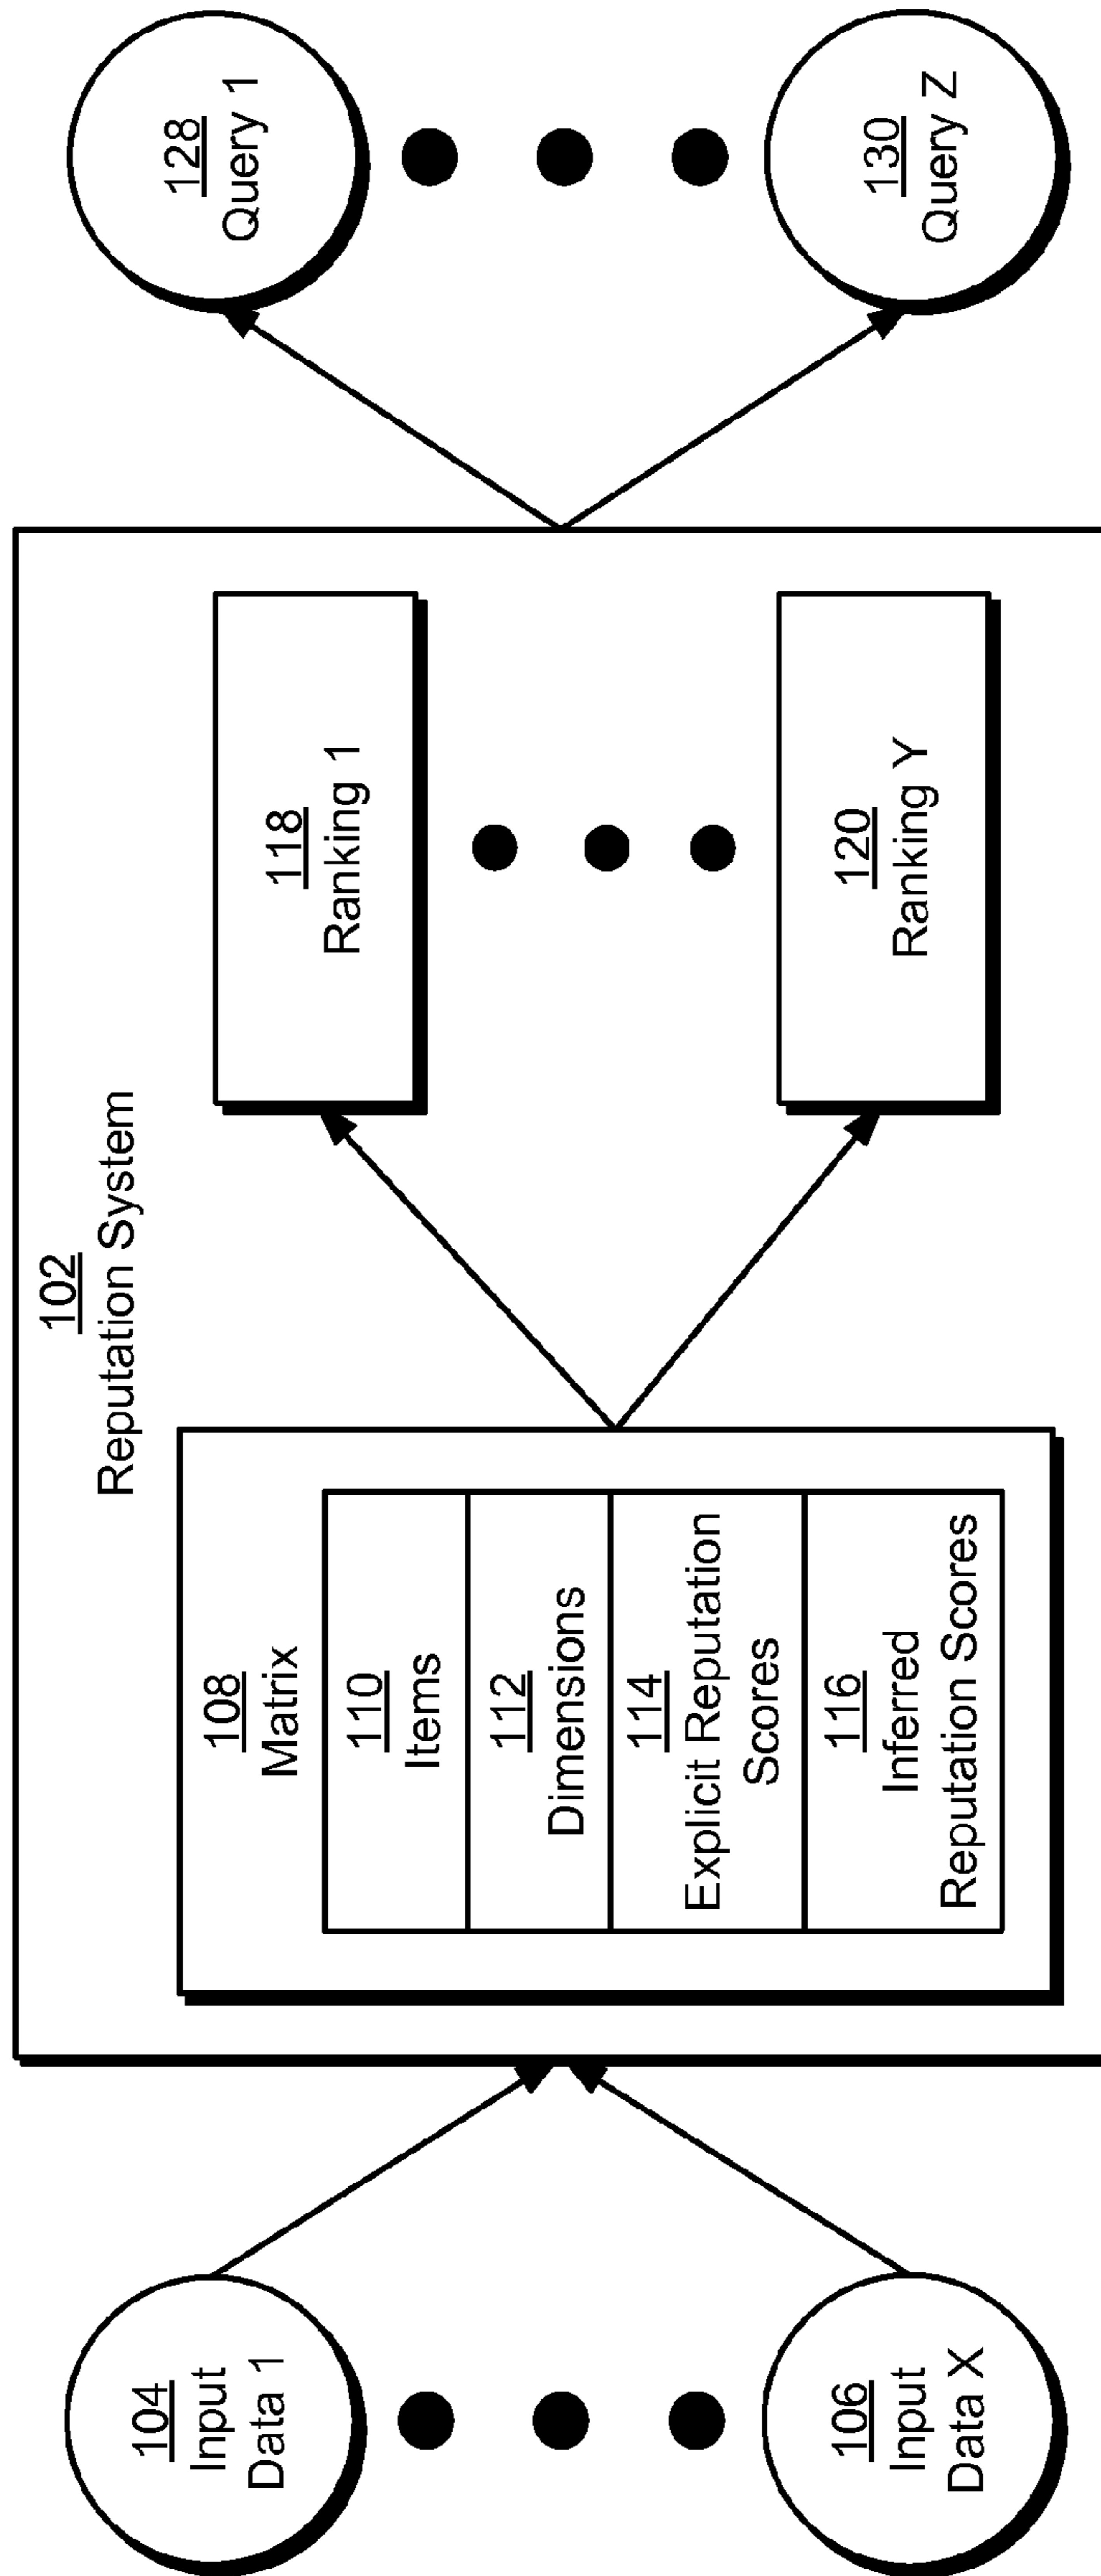 102
Reputation System
104
Input
Data 1
106
Input
Data X
108
Matrix
110
Items
112
Dimensions
114
Explicit Reputation
Scores
116
Inferred
Reputation Scores
118
Ranking 1
120
Ranking Y
128
Query 1
130
Query Z